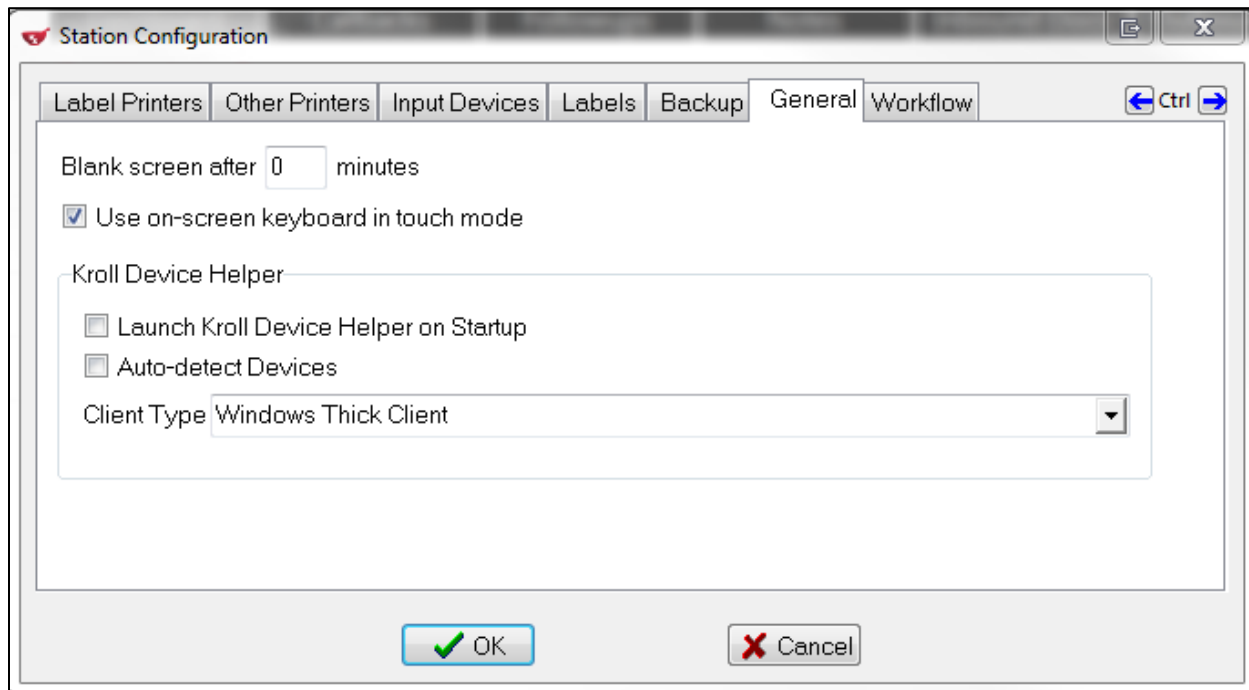 Station Configuration
Label Printers Other Printers Input Devices Labels Backup General Workflow Ctrl
Blank screen after 0 minutes
Use on-screen keyboard in touch mode
Kroll Device Helper
Launch Kroll Device Helper on Startup
Auto-detect Devices
Client Type Windows Thick Client
OK Cancel